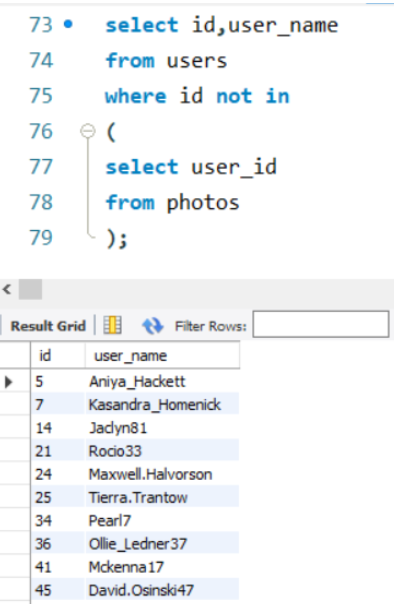 73 select id,user_name
74 from users
75 where id not in
76 (
77 select user_id
78 from photos
79 );
Result Grid Filter Rows:
id user_name
5 Aniya_Hackett
7 Kasandra_Homenick
14 Jaclyn81
21 Rocio33
24 Maxwell.Halvorson
25 Tierra.Trantow
34 Pearl7
36 Ollie_Ledner37
41 Mckenna17
45 David.Osinski47